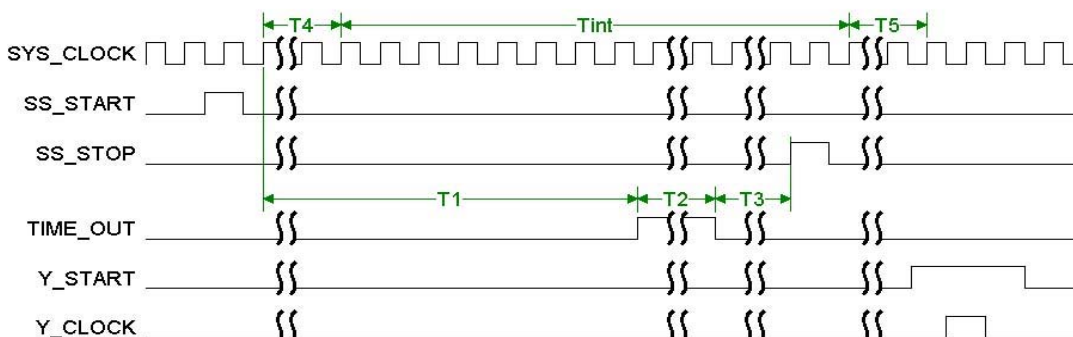 T4 Tint T5
SYS_CLOCK
SS_START
SS_STOP
T1 T2 T3
TIME_OUT
Y_START
Y_CLOCK